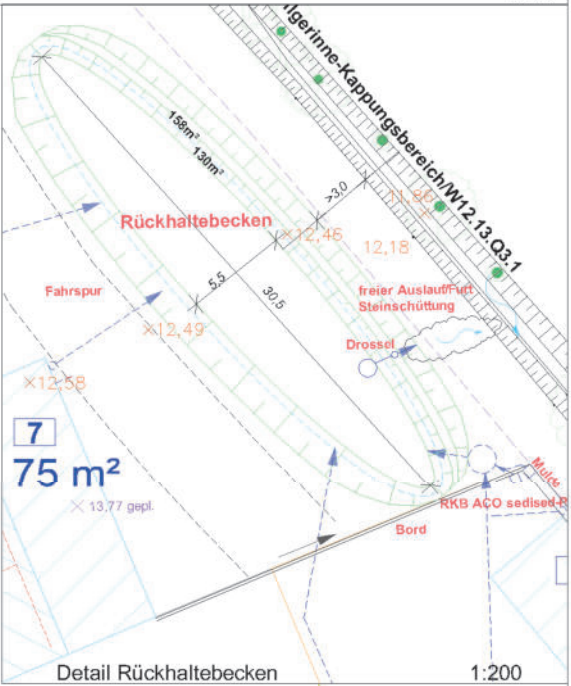 ilgerinne-Kappungsbereich/W12.13.Q3.1
158m²
130m²
>3,0
11,86
Rückhaltebecken
12,46
12,18
5,5
30,5
Fahrspur
freier Auslauf/Furt
Steinschüttung
12,49
Drossel
12,58
7
75 m²
13,77 gepl.
Mulde
RKB ACO sedised-P
Bord
Detail Rückhaltebecken
1:200